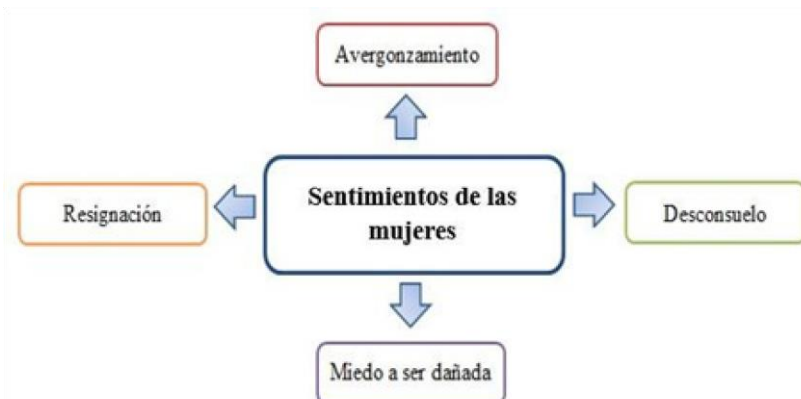 Avergonzamiento
Resignación
Sentimientos de las
mujeres
Desconsuelo
Miedo a ser dañada